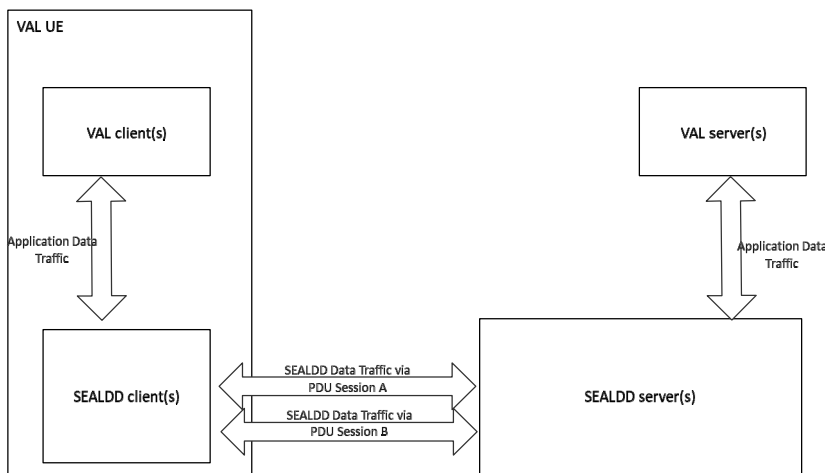 VAL UE
VAL client(s)
VAL server(s)
Application Data
Traffic
Application Data
Traffic
SEALDD client(s)
SEALDD Data Traffic via
PDU Session A
SEALDD Data Traffic via
PDU Session B
SEALDD server(s)